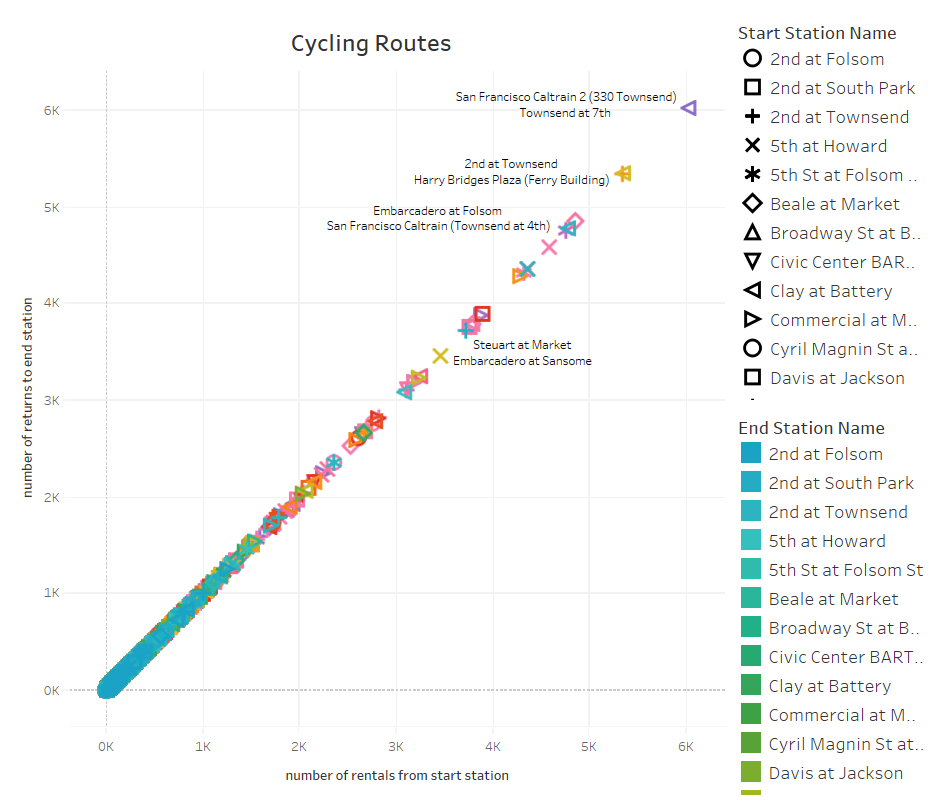 Cycling Routes
number of returns to end station
6K
5K
4K
3K
2K
1K
0K
San Francisco Caltrain 2 (330 Townsend)
Townsend at 7th
2nd at Townsend
Harry Bridges Plaza (Ferry Building)
Embarcadero at Folsom
San Francisco Caltrain (Townsend at 4th)
Steuart at Market
Embarcadero at Sansome
0K 1K 2K 3K 4K 5K 6K
number of rentals from start station
Start Station Name
2nd at Folsom
2nd at South Park
2nd at Townsend
5th at Howard
5th St at Folsom ..
Beale at Market
Broadway St at B..
Civic Center BAR..
Clay at Battery
Commercial at M..
Cyril Magnin St a..
Davis at Jackson
End Station Name
2nd at Folsom
2nd at South Park
2nd at Townsend
5th at Howard
5th St at Folsom St
Beale at Market
Broadway St at B..
Civic Center BART..
Clay at Battery
Commercial at M..
Cyril Magnin St at..
Davis at Jackson